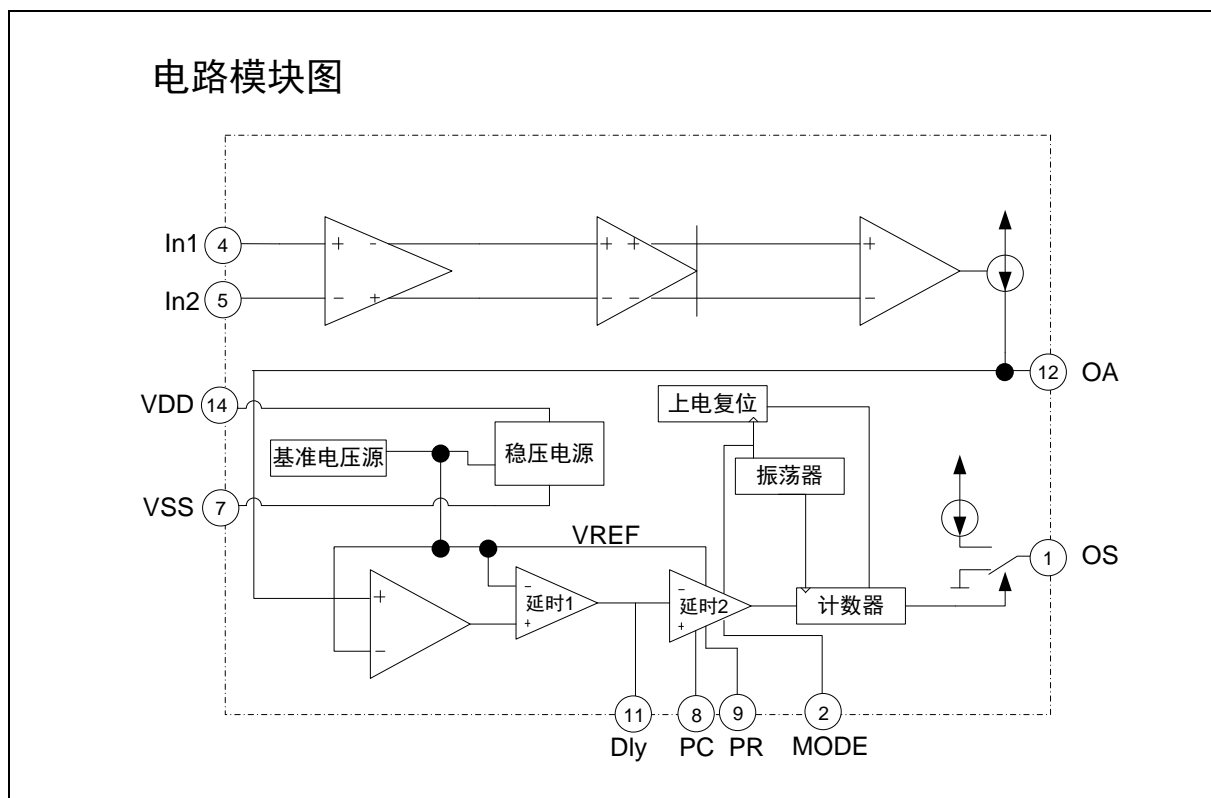 电路模块图
In1 4
+ - + + +
In2 5
- + - - -
12 OA
VDD 14
上电复位
基准电压源
稳压电源
振荡器
VSS 7
VREF
1 OS
+
-
-
延时1
+
-
延时2
+
计数器
11 8 9 2
Dly PC PR MODE